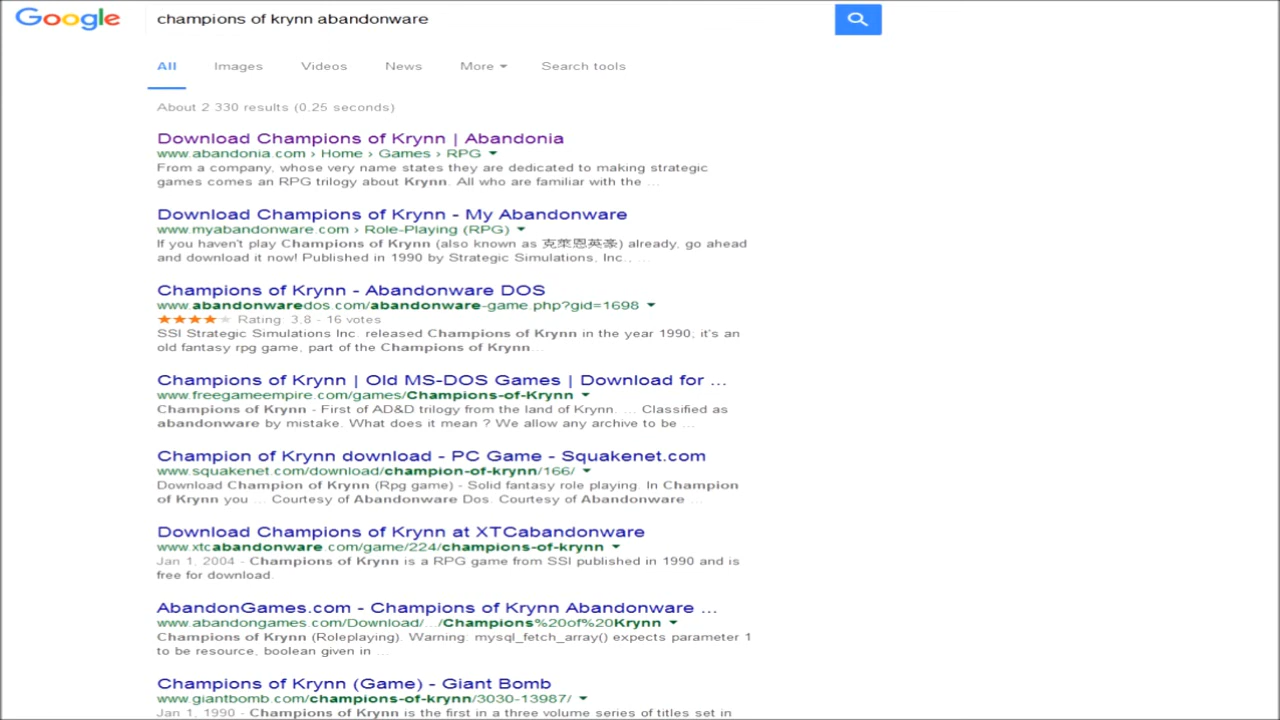 Google champions of krynn abandonware
All Images Videos News More Search tools
About 2 330 results (0,25 seconds)
Download Champions of Krynn | Abandonia
www.abandonia.com › Home › Games › RPG
From a company, whose very name states they are dedicated to making strategic
games comes an RPG trilogy about Krynn. All who are familiar with the ...
Download Champions of Krynn - My Abandonware
www.myabandonware.com › Role-Playing (RPG)
If you haven't play Champions of Krynn (also known as 克萊恩英豪) already, go ahead
and download it now! Published in 1990 by Strategic Simulations, Inc., ...
Champions of Krynn - Abandonware DOS
www.abandonwaredos.com/abandonware-game.php?gid=1698
Rating: 3,8 - 16 votes
SSI Strategic Simulations Inc. released Champions of Krynn in the year 1990; it's an
old fantasy rpg game, part of the Champions of Krynn...
Champions of Krynn | Old MS-DOS Games | Download for ...
www.freegameempire.com/games/Champions-of-Krynn
Champions of Krynn - First of AD&D trilogy from the land of Krynn. ... Classified as
abandonware by mistake. What does it mean ? We allow any archive to be ...
Champion of Krynn download - PC Game - Squakenet.com
www.squakenet.com/download/champion-of-krynn/166/
Download Champion of Krynn (Rpg game) - Solid fantasy role playing. In Champion
of Krynn you ... Courtesy of Abandonware Dos. Courtesy of Abandonware ...
Download Champions of Krynn at XTCabandonware
www.xtcabandonware.com/game/224/champions-of-krynn
Jan 1, 2004 - Champions of Krynn is a RPG game from SSI published in 1990 and is
free for download.
AbandonGames.com - Champions of Krynn Abandonware ...
www.abandongames.com/Download/.../Champions%20of%20Krynn
Champions of Krynn (Roleplaying). Warning: mysql_fetch_array() expects parameter 1
to be resource, boolean given in ...
Champions of Krynn (Game) - Giant Bomb
www.giantbomb.com/champions-of-krynn/3030-13987/
Jan 1, 1990 - Champions of Krynn is the first in a three volume series of titles set in